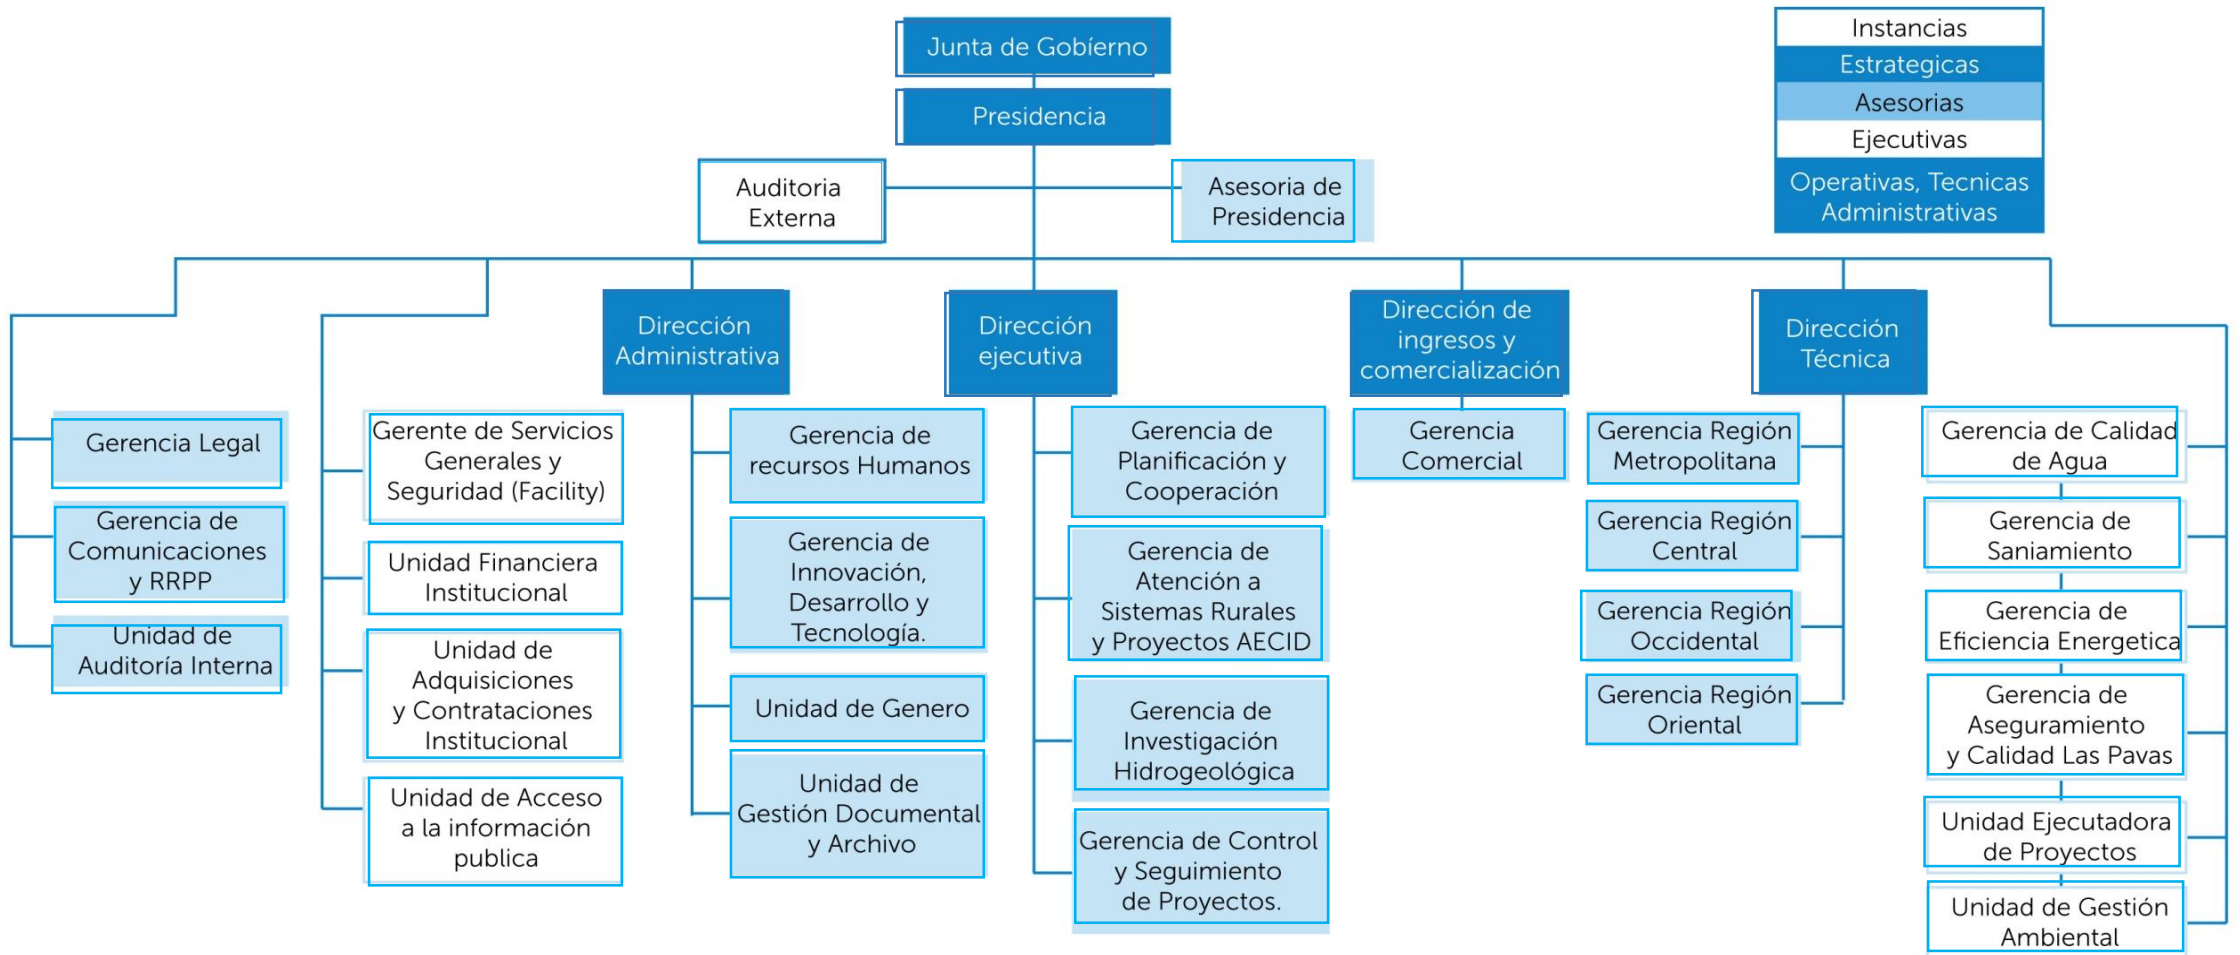 Junta de Gobíerno
Presidencia
Auditoria
Externa
Asesoria de
Presidencia
Instancias
Estrategicas
Asesorias
Ejecutivas
Operativas, Tecnicas
Administrativas
Dirección
Administrativa
Dirección
ejecutiva
Dirección de
ingresos y
comercialización
Dirección
Técnica
Gerencia Legal
Gerencia de
Comunicaciones
y RRPP
Unidad de
Auditoría Interna
Gerente de Servicios
Generales y
Seguridad (Facility)
Unidad Financiera
Institucional
Unidad de
Adquisiciones
y Contrataciones
Institucional
Unidad de Acceso
a la información
publica
Gerencia de
recursos Humanos
Gerencia de
Innovación,
Desarrollo y
Tecnología.
Unidad de Genero
Unidad de
Gestión Documental
y Archivo
Gerencia de
Planificación y
Cooperación
Gerencia de
Atención a
Sistemas Rurales
y Proyectos AECID
Gerencia de
Investigación
Hidrogeológica
Gerencia de Control
y Seguimiento
de Proyectos.
Gerencia
Comercial
Gerencia Región
Metropolitana
Gerencia Región
Central
Gerencia Región
Occidental
Gerencia Región
Oriental
Gerencia de Calidad
de Agua
Gerencia de
Saniamiento
Gerencia de
Eficiencia Energetica
Gerencia de
Aseguramiento
y Calidad Las Pavas
Unidad Ejecutadora
de Proyectos
Unidad de Gestión
Ambiental